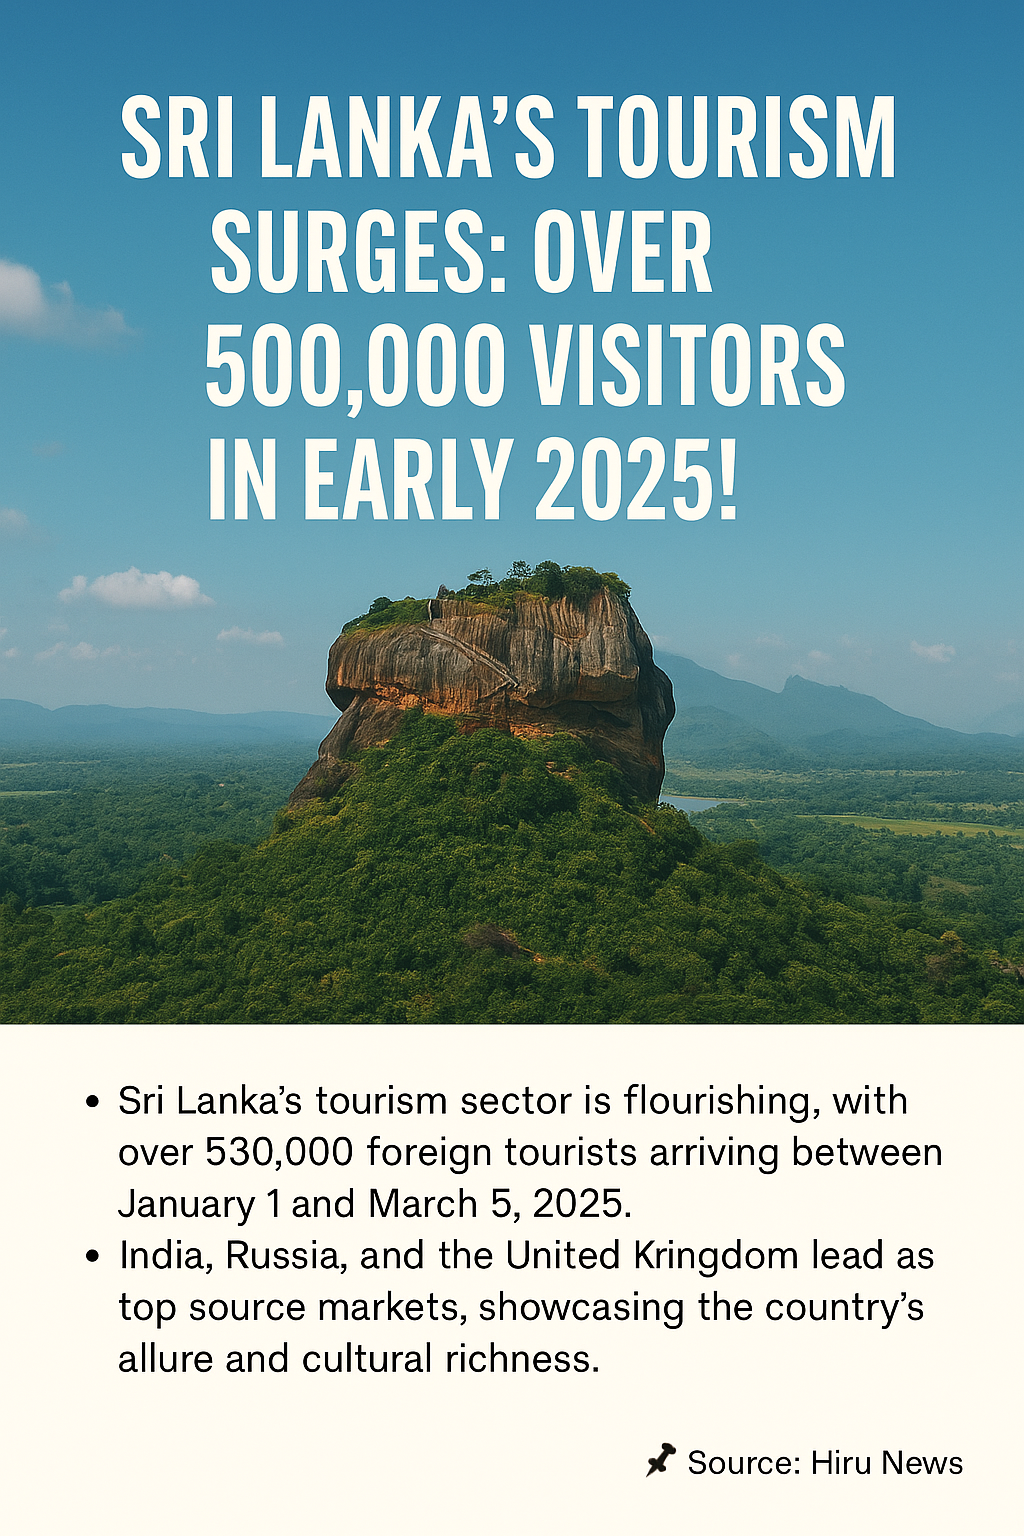 SRI LANKA’S TOURISM
SURGES: OVER
500,000 VISITORS
IN EARLY 2025!
• Sri Lanka’s tourism sector is flourishing, with
over 530,000 foreign tourists arriving between
January 1 and March 5, 2025.
• India, Russia, and the United Kringdom lead as
top source markets, showcasing the country’s
allure and cultural richness.
Source: Hiru News